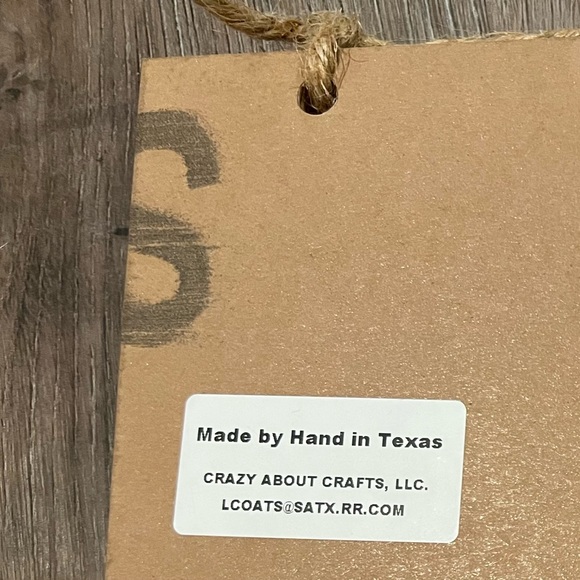 Made by Hand in Texas
CRAZY ABOUT CRAFTS, LLC.
LCOATS@SATX.RR.COM